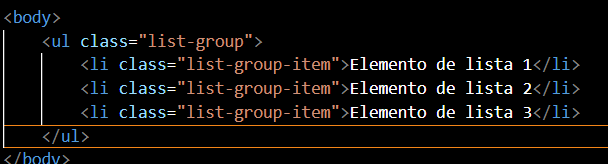 <body>
<ul class="list-group">
<li class="list-group-item">Elemento de lista 1</li>
<li class="list-group-item">Elemento de lista 2</li>
<li class="list-group-item">Elemento de lista 3</li>
</ul>
</body>